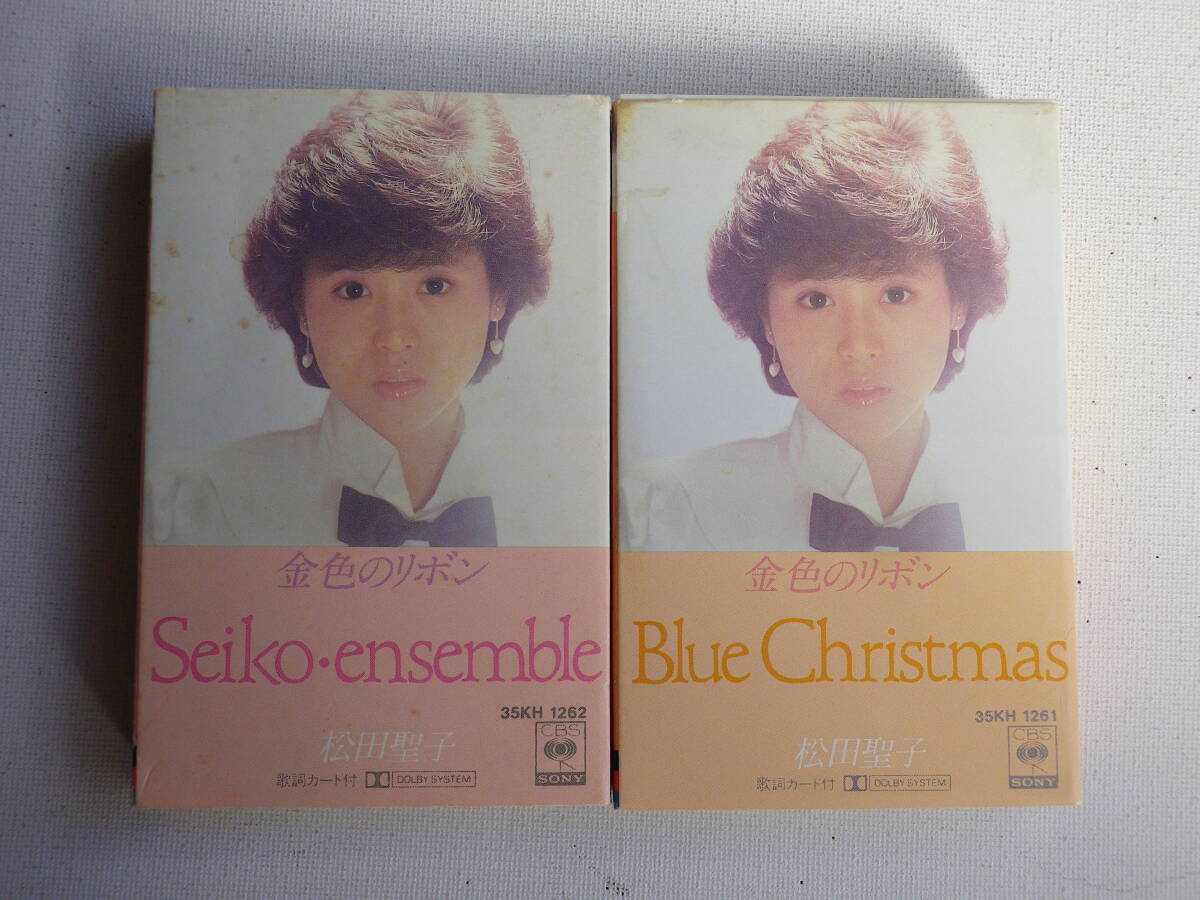 金色のリボン
Seiko・ensemble
35KH 1262
松田聖子
CBS
SONY
歌詞カード付 DOLBY SYSTEM
金色のリボン
Blue Christmas
35KH 1261
松田聖子
CBS
SONY
歌詞カード付 DOLBY SYSTEM